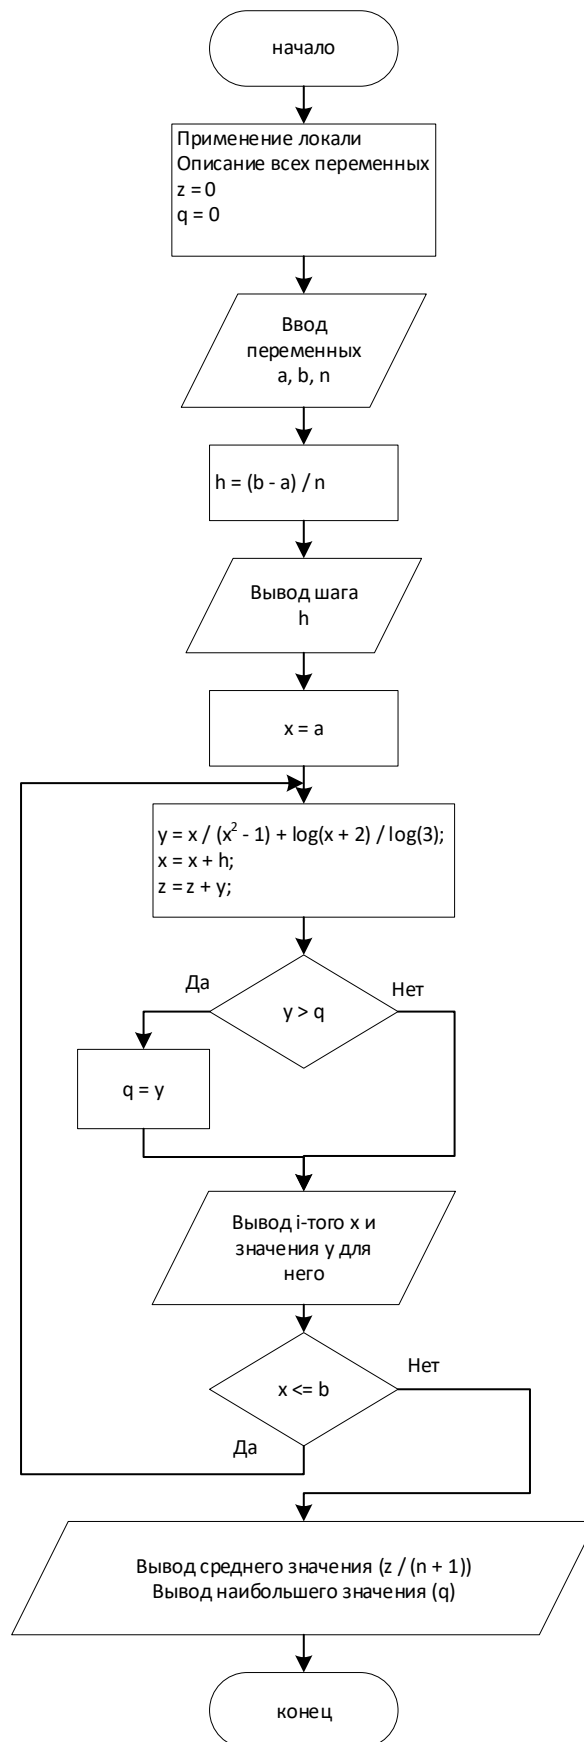 начало
Применение локали
Описание всех переменных
z = 0
q = 0
Ввод
переменных
a, b, n
h = (b - a) / n
Вывод шага
h
x = a
y = x / (x² - 1) + log(x + 2) / log(3);
x = x + h;
z = z + y;
Да
Нет
y > q
q = y
Вывод i-того x и
значения y для
него
Нет
x <= b
Да
Вывод среднего значения (z / (n + 1))
Вывод наибольшего значения (q)
конец